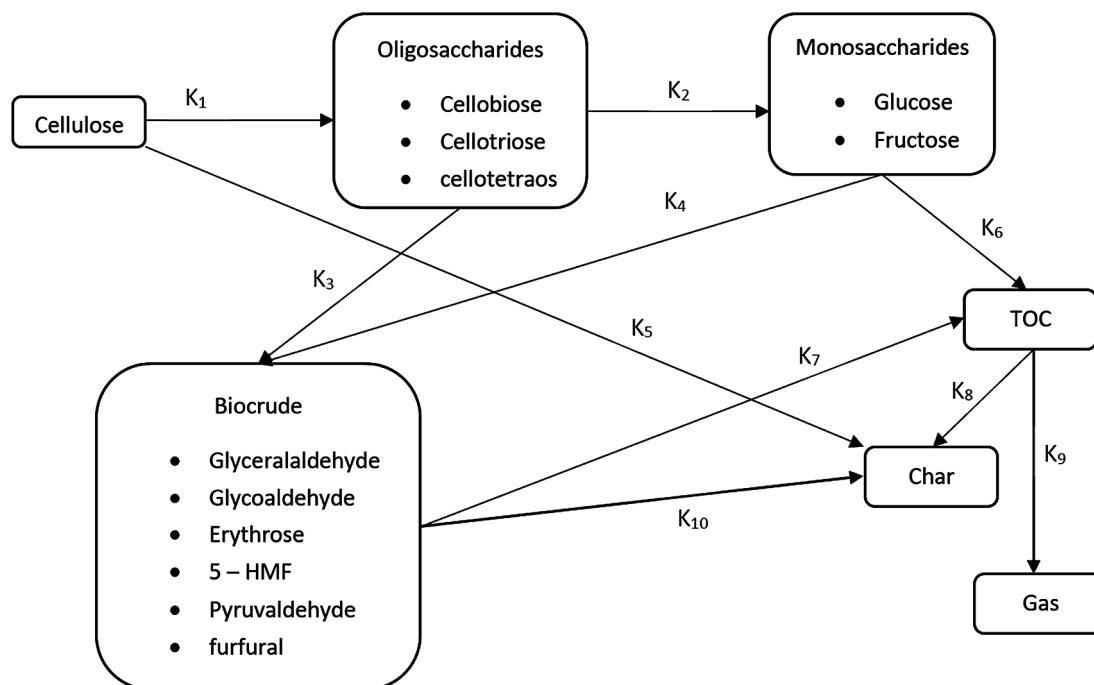 Cellulose
K₁
Oligosaccharides
• Cellobiose
• Cellotriose
• cellotetraos
K₂
Monosaccharides
• Glucose
• Fructose
K₃
K₄
K₅
K₆
TOC
K₇
K₈
K₉
Biocrude
• Glyceralaldehyde
• Glycoaldehyde
• Erythrose
• 5 – HMF
• Pyruvaldehyde
• furfural
K₁₀
Char
Gas